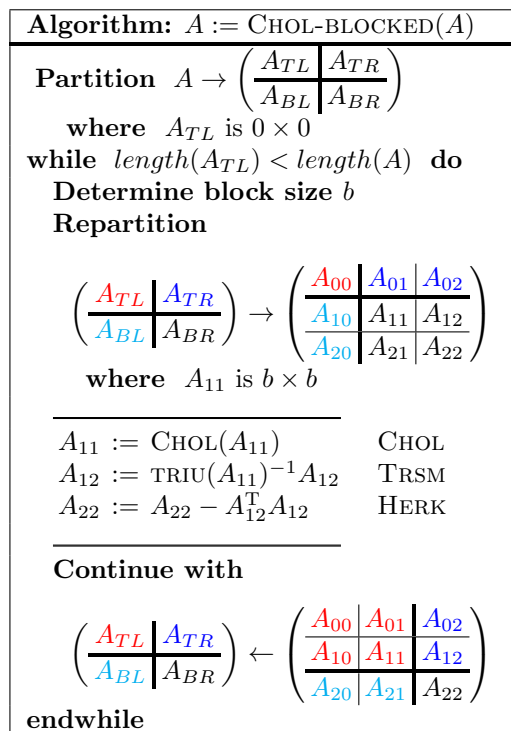 Algorithm: A := CHOL-BLOCKED(A)
Partition A → ( A_TL | A_TR
A_BL | A_BR )
where A_TL is 0 × 0
while length(A_TL) < length(A) do
Determine block size b
Repartition
( A_TL | A_TR
A_BL | A_BR ) → ( A_00 | A_01 | A_02
A_10 | A_11 | A_12
A_20 | A_21 | A_22 )
where A_11 is b × b
A_11 := CHOL(A_11) CHOL
A_12 := TRIU(A_11)^{-1} A_12 TRSM
A_22 := A_22 − A_12^T A_12 HERK
Continue with
( A_TL | A_TR
A_BL | A_BR ) ← ( A_00 | A_01 | A_02
A_10 | A_11 | A_12
A_20 | A_21 | A_22 )
endwhile